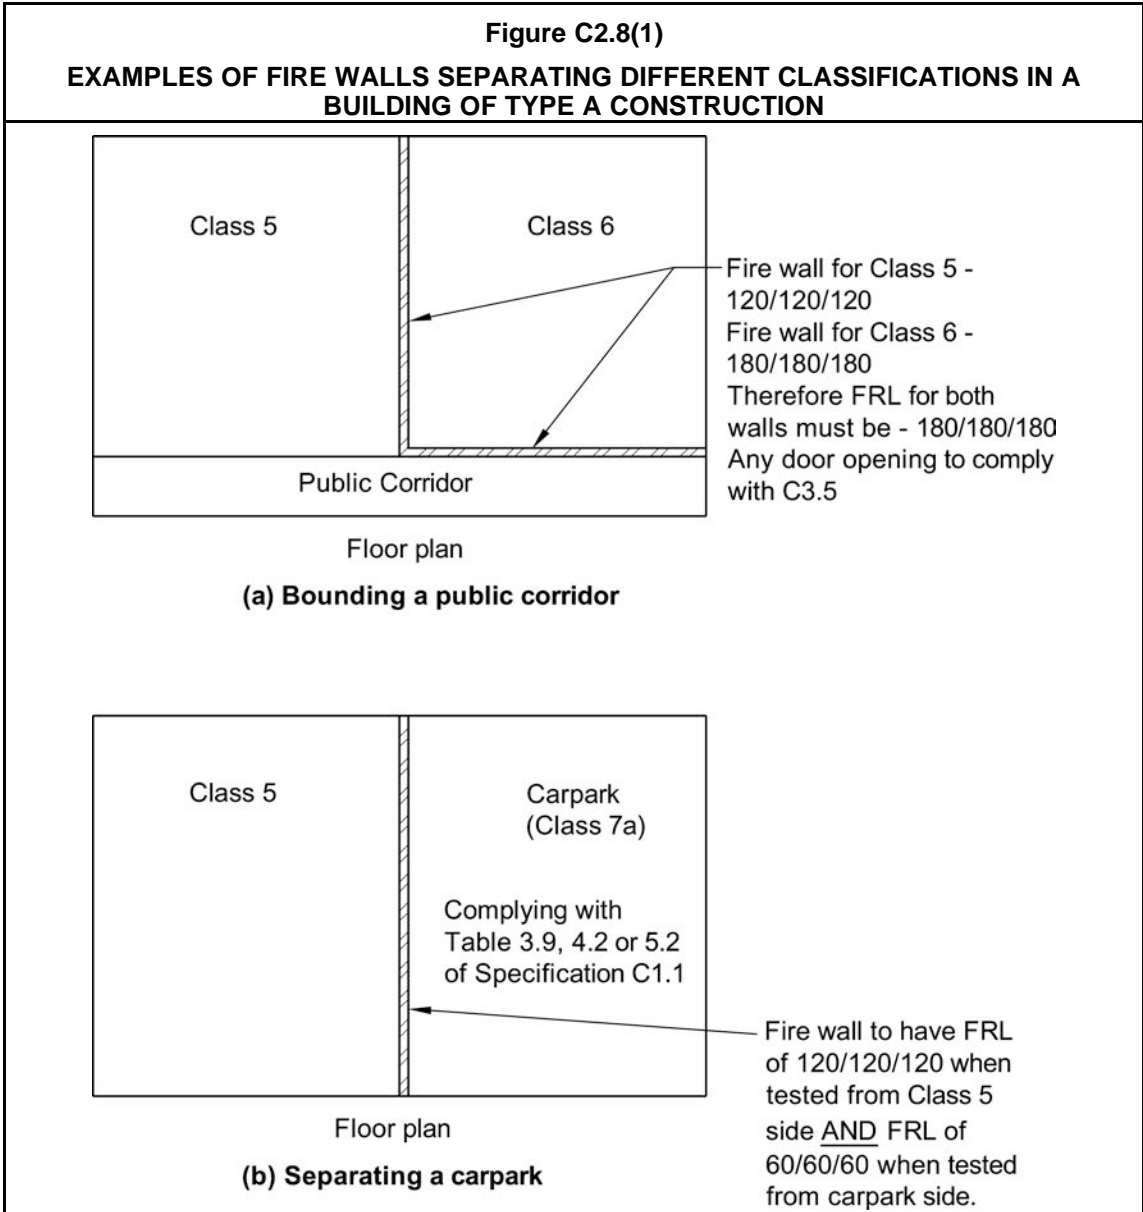 Figure C2.8(1)
EXAMPLES OF FIRE WALLS SEPARATING DIFFERENT CLASSIFICATIONS IN A
BUILDING OF TYPE A CONSTRUCTION
Class 5
Class 6
Fire wall for Class 5 -
120/120/120
Fire wall for Class 6 -
180/180/180
Therefore FRL for both
walls must be - 180/180/180
Any door opening to comply
with C3.5
Public Corridor
Floor plan
(a) Bounding a public corridor
Class 5
Carpark
(Class 7a)
Complying with
Table 3.9, 4.2 or 5.2
of Specification C1.1
Fire wall to have FRL
of 120/120/120 when
tested from Class 5
side AND FRL of
60/60/60 when tested
from carpark side.
Floor plan
(b) Separating a carpark